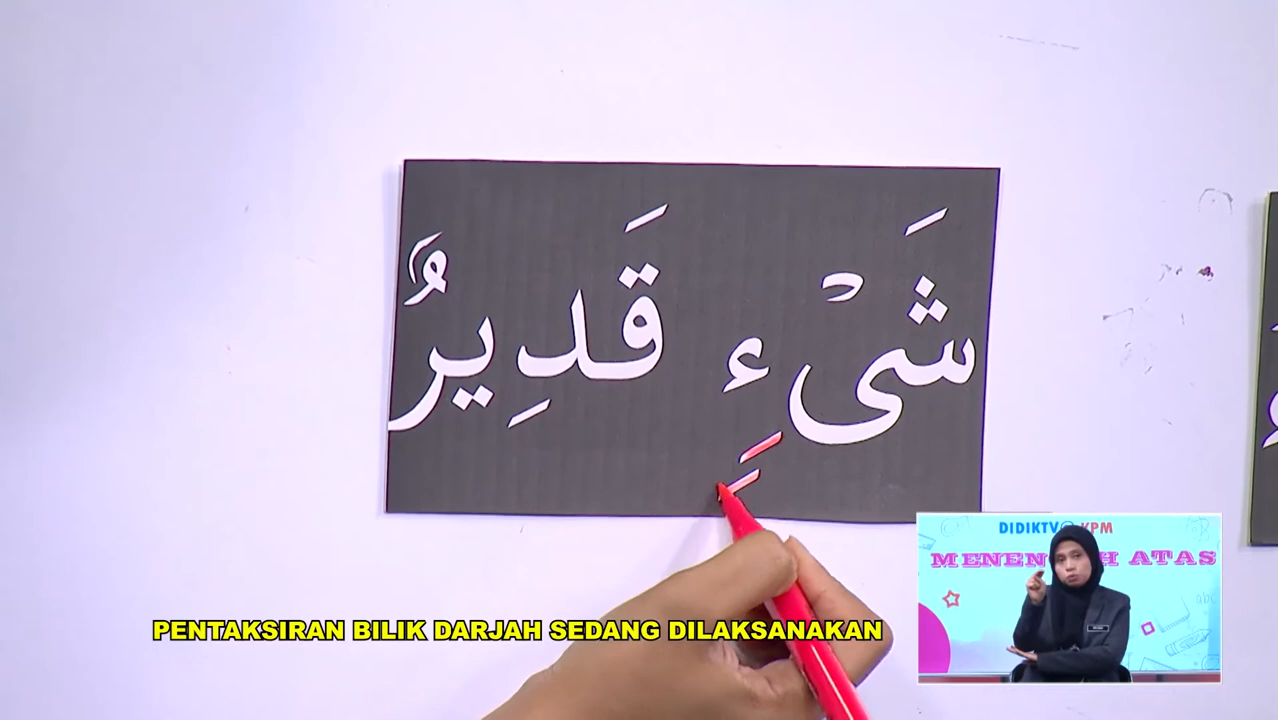 شَىْءٍ قَدِيرٌ
DIDIKTV@KPM
MENENGAH ATAS
PENTAKSIRAN BILIK DARJAH SEDANG DILAKSANAKAN